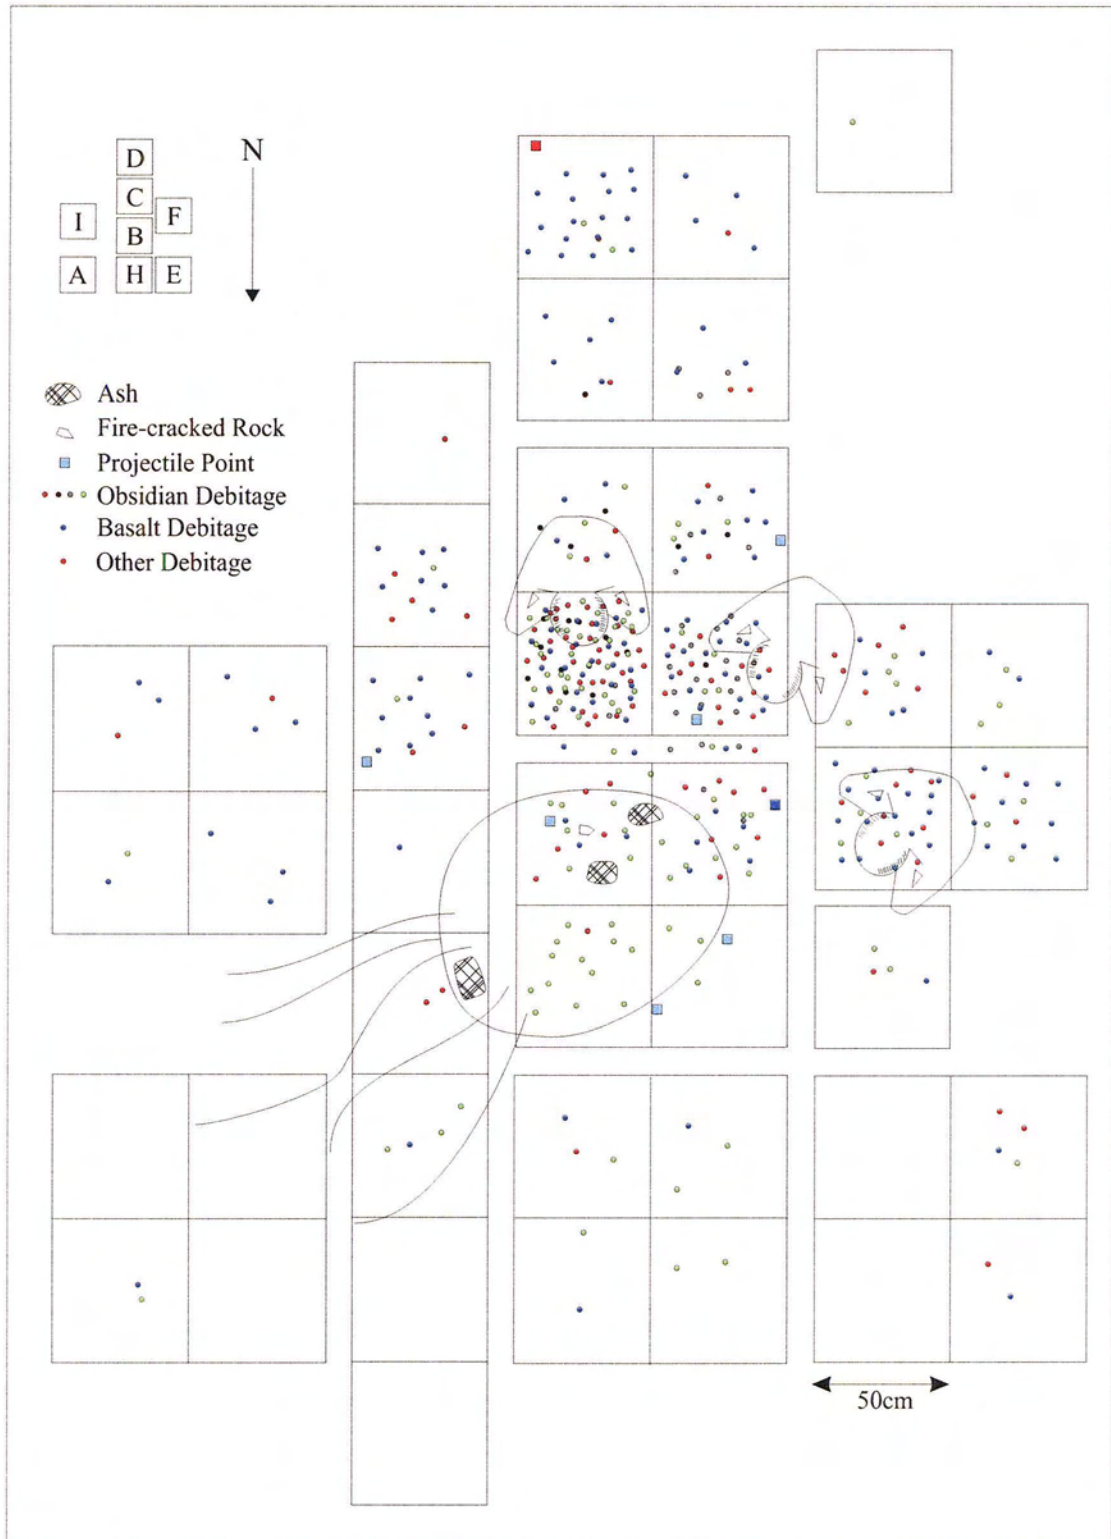 D
N
C
I
F
B
A
H
E
Ash
Fire-cracked Rock
Projectile Point
Obsidian Debitage
Basalt Debitage
Other Debitage
50cm